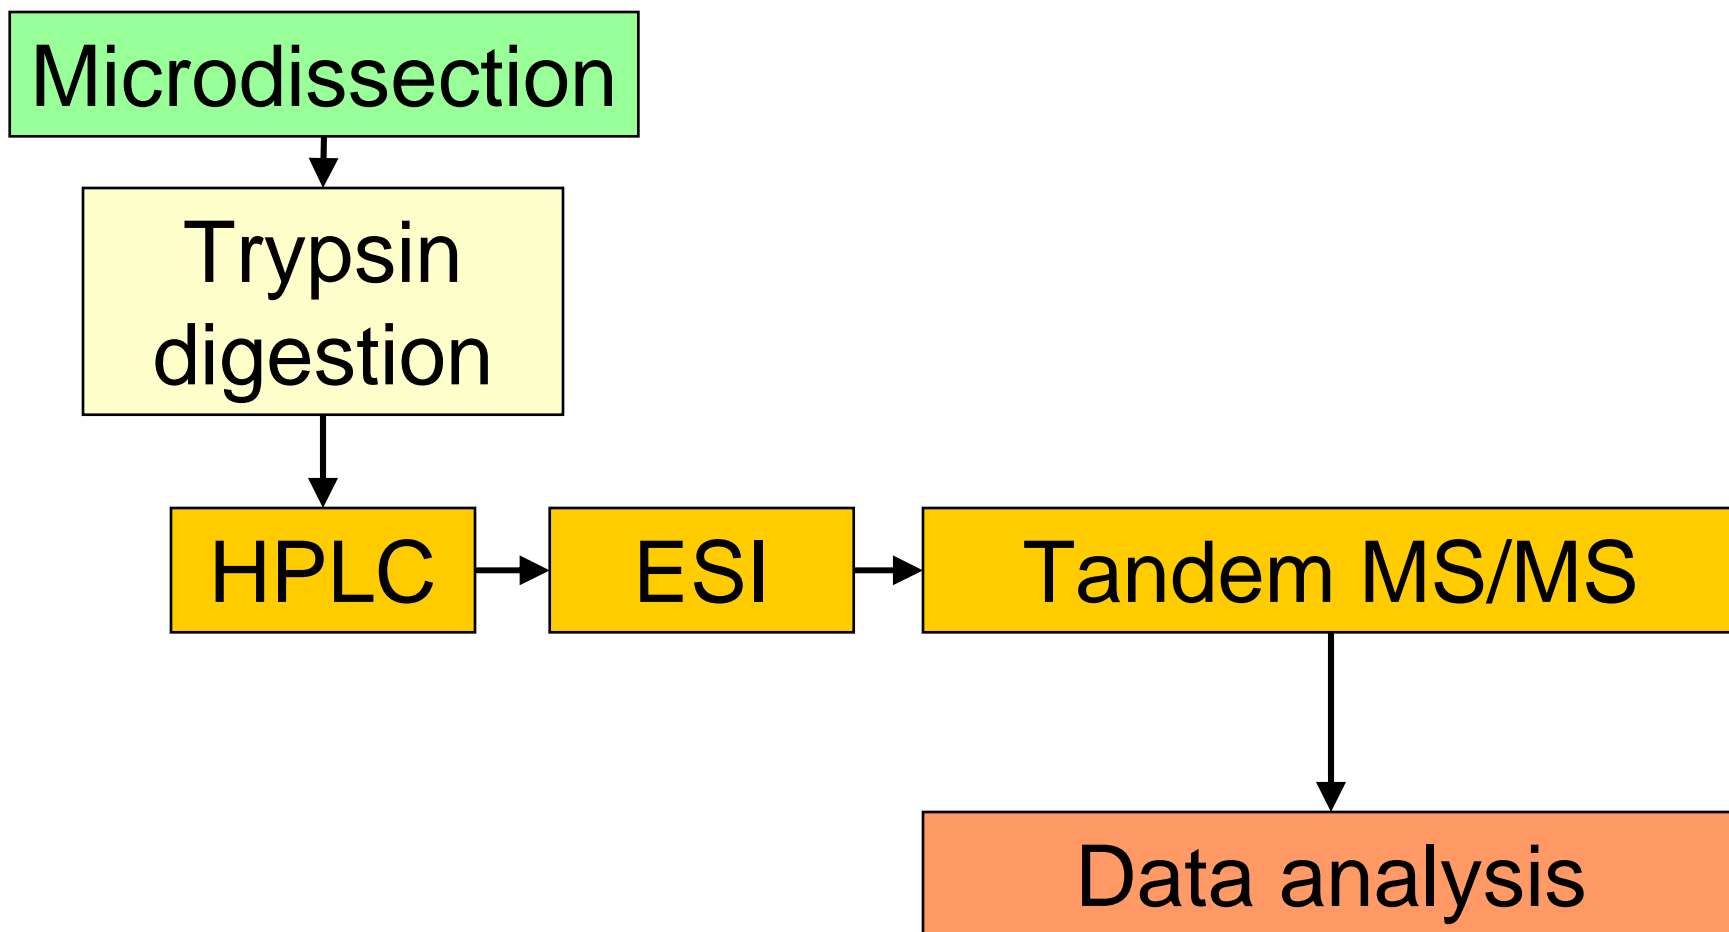 Microdissection
Trypsin
digestion
HPLC
ESI
Tandem MS/MS
Data analysis